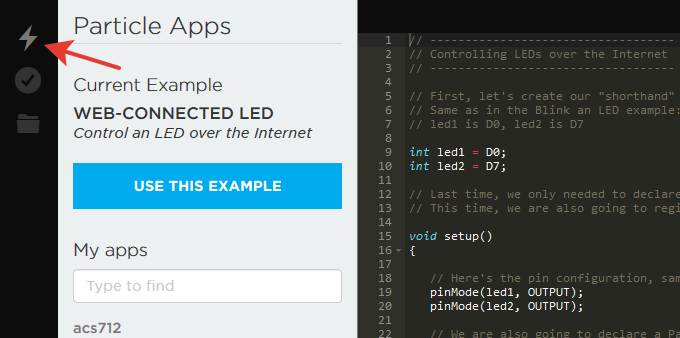 Particle Apps
Current Example
WEB-CONNECTED LED
Control an LED over the Internet
USE THIS EXAMPLE
My apps
Type to find
acs712
1 // -----------------------------------
2 // Controlling LEDs over the Internet
3 // -----------------------------------
4
5 // First, let's create our "shorthand"
6 // Same as in the Blink an LED example:
7 // led1 is D0, led2 is D7
8
9 int led1 = D0;
10 int led2 = D7;
11
12 // Last time, we only needed to declare
13 // This time, we are also going to regi
14
15 void setup()
16 {
17
18 // Here's the pin configuration, sam
19 pinMode(led1, OUTPUT);
20 pinMode(led2, OUTPUT);
21
22 // We are also going to declare a Pa